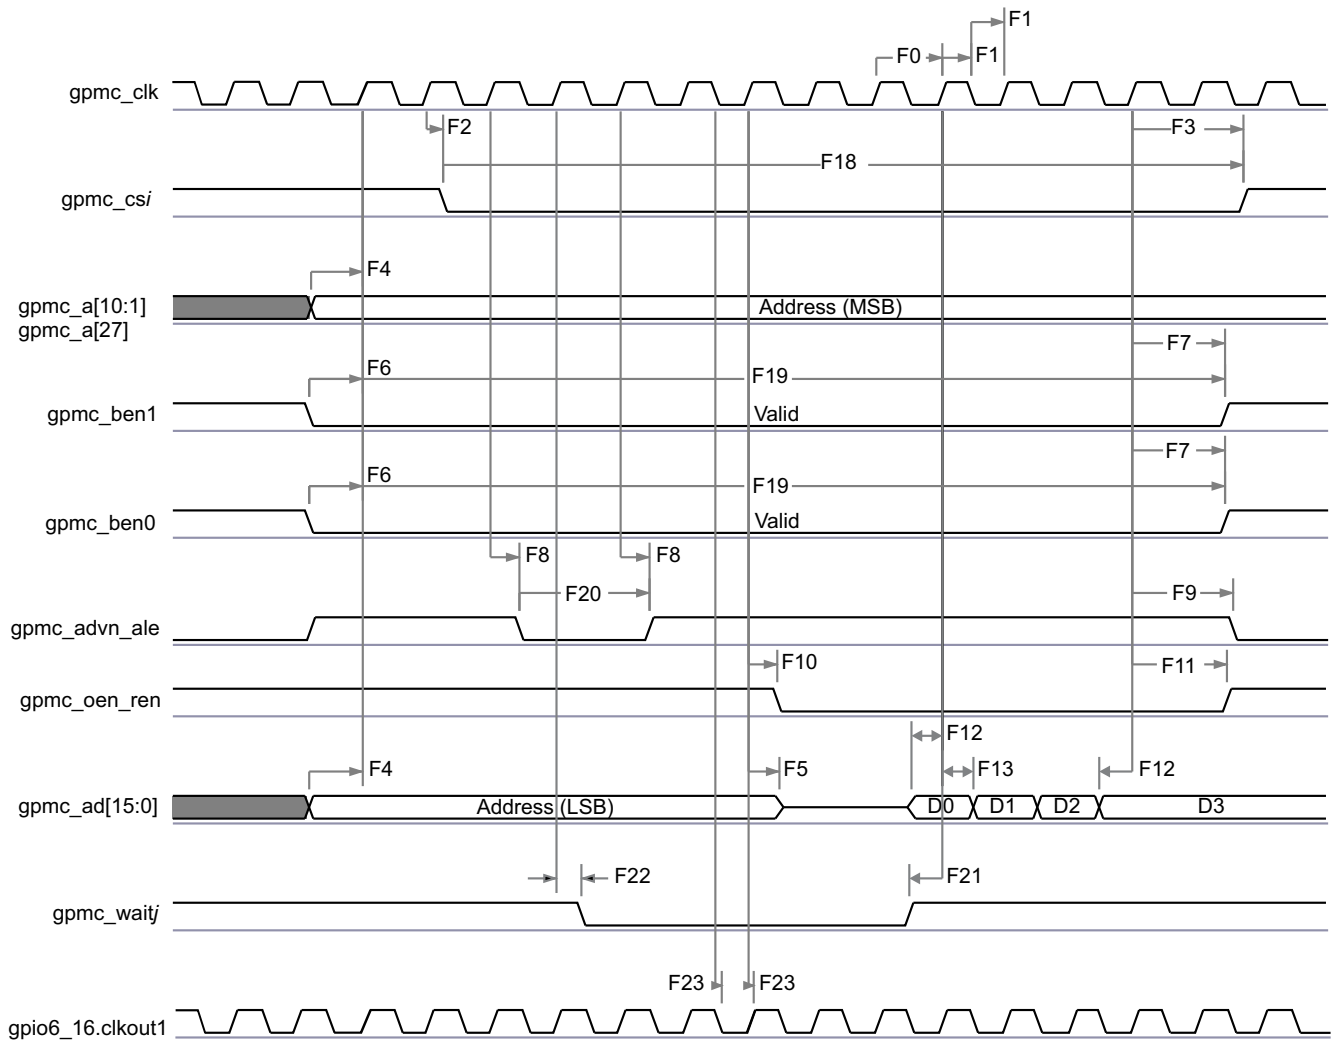 F1
F0
F1
gpmc_clk
F2
F3
F18
gpmc_csi
F4
gpmc_a[10:1]
Address (MSB)
gpmc_a[27]
F7
F6
F19
gpmc_ben1
Valid
F7
F6
F19
gpmc_ben0
Valid
F8
F8
F20
F9
gpmc_advn_ale
F10
F11
gpmc_oen_ren
F12
F4
F5
F13
F12
gpmc_ad[15:0]
Address (LSB)
D0
D1
D2
D3
F22
F21
gpmc_waitj
F23
F23
gpio6_16.clkout1